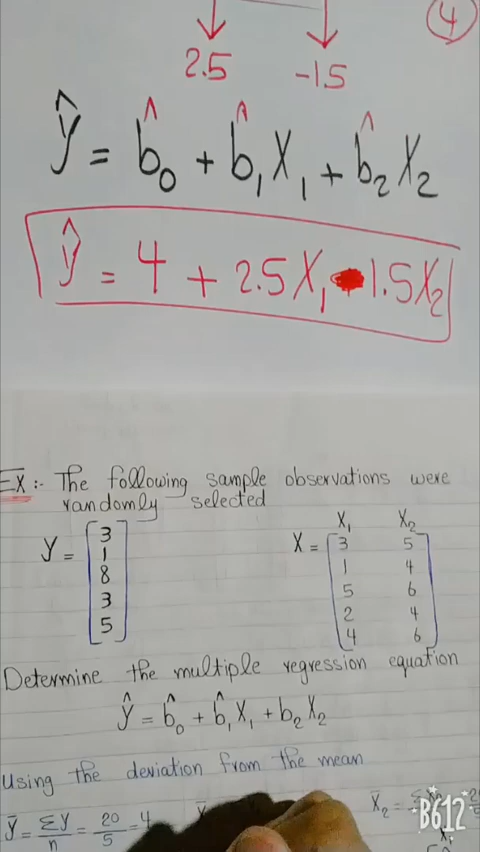 4
2.5 -1.5
Ŷ = b̂₀ + b̂₁X₁ + b̂₂X₂
ŷ = 4 + 2.5X₁ - 1.5X₂
EX:- The following sample observations were
randomly selected
X₁ X₂
Y = [3 1 8 3 5] X = [3 5
1 4
5 6
2 4
4 6]
Determine the multiple regression equation
ŷ = b̂₀ + b̂₁X₁ + b₂X₂
Using the deviation from the mean
ȳ = Σy/n = 20/5 = 4 X̄₂ =
B612